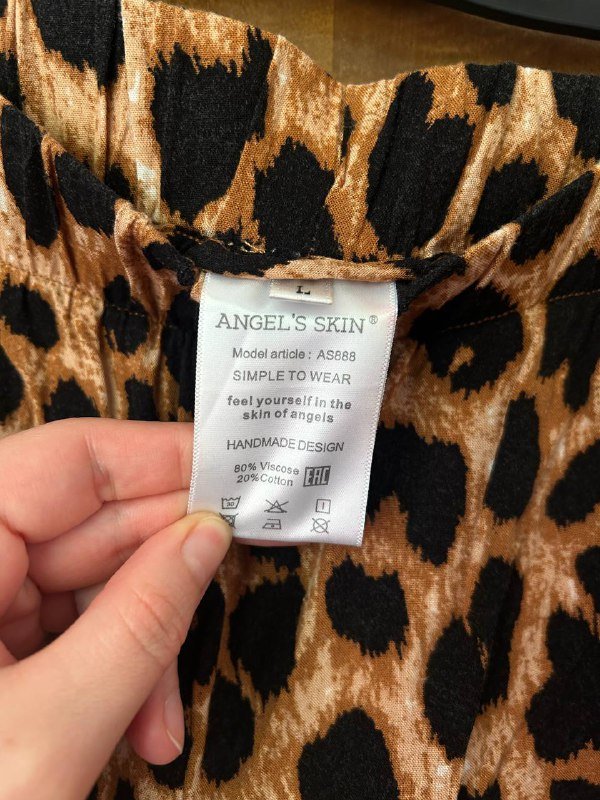 L
ANGEL'S SKIN®
Model article : AS888
SIMPLE TO WEAR
feel yourself in the
skin of angels
HANDMADE DESIGN
80% Viscose
20%Cotton EAC
30